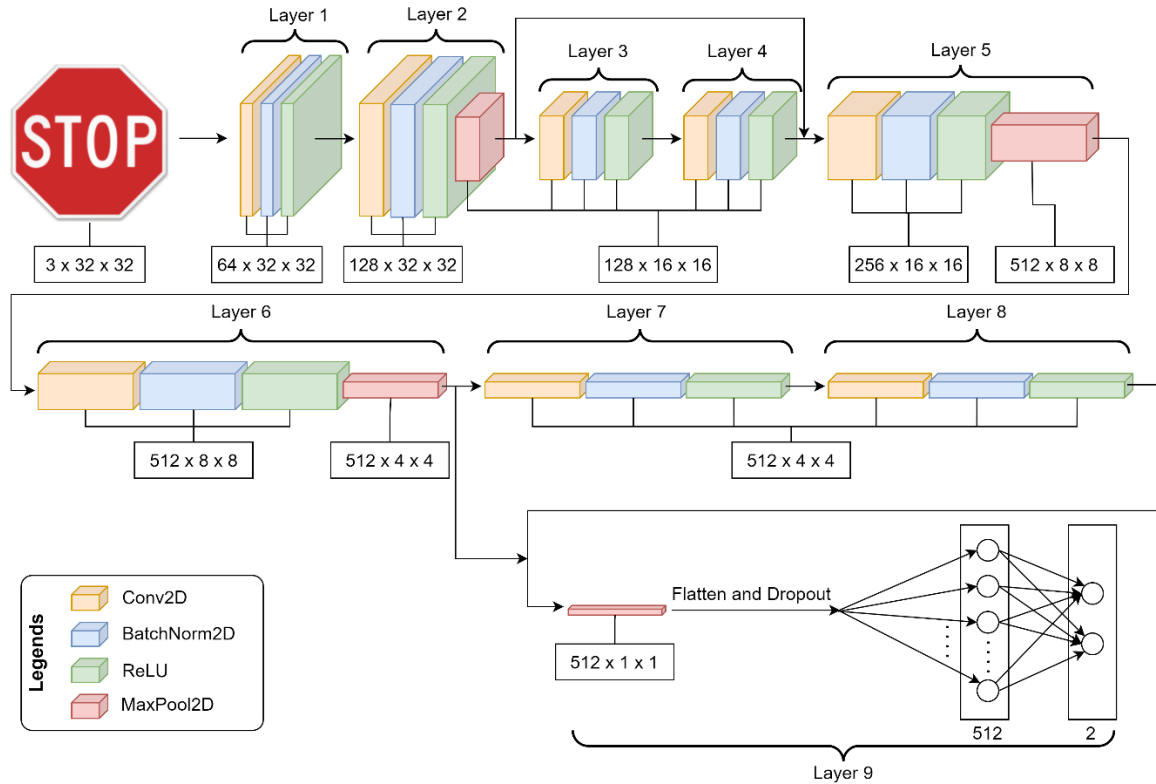 Layer 1
Layer 2
Layer 3
Layer 4
Layer 5
STOP
3 x 32 x 32
64 x 32 x 32
128 x 32 x 32
128 x 16 x 16
256 x 16 x 16
512 x 8 x 8
Layer 6
Layer 7
Layer 8
512 x 8 x 8
512 x 4 x 4
512 x 4 x 4
Legends
Conv2D
BatchNorm2D
ReLU
MaxPool2D
Flatten and Dropout
512 x 1 x 1
512
2
Layer 9